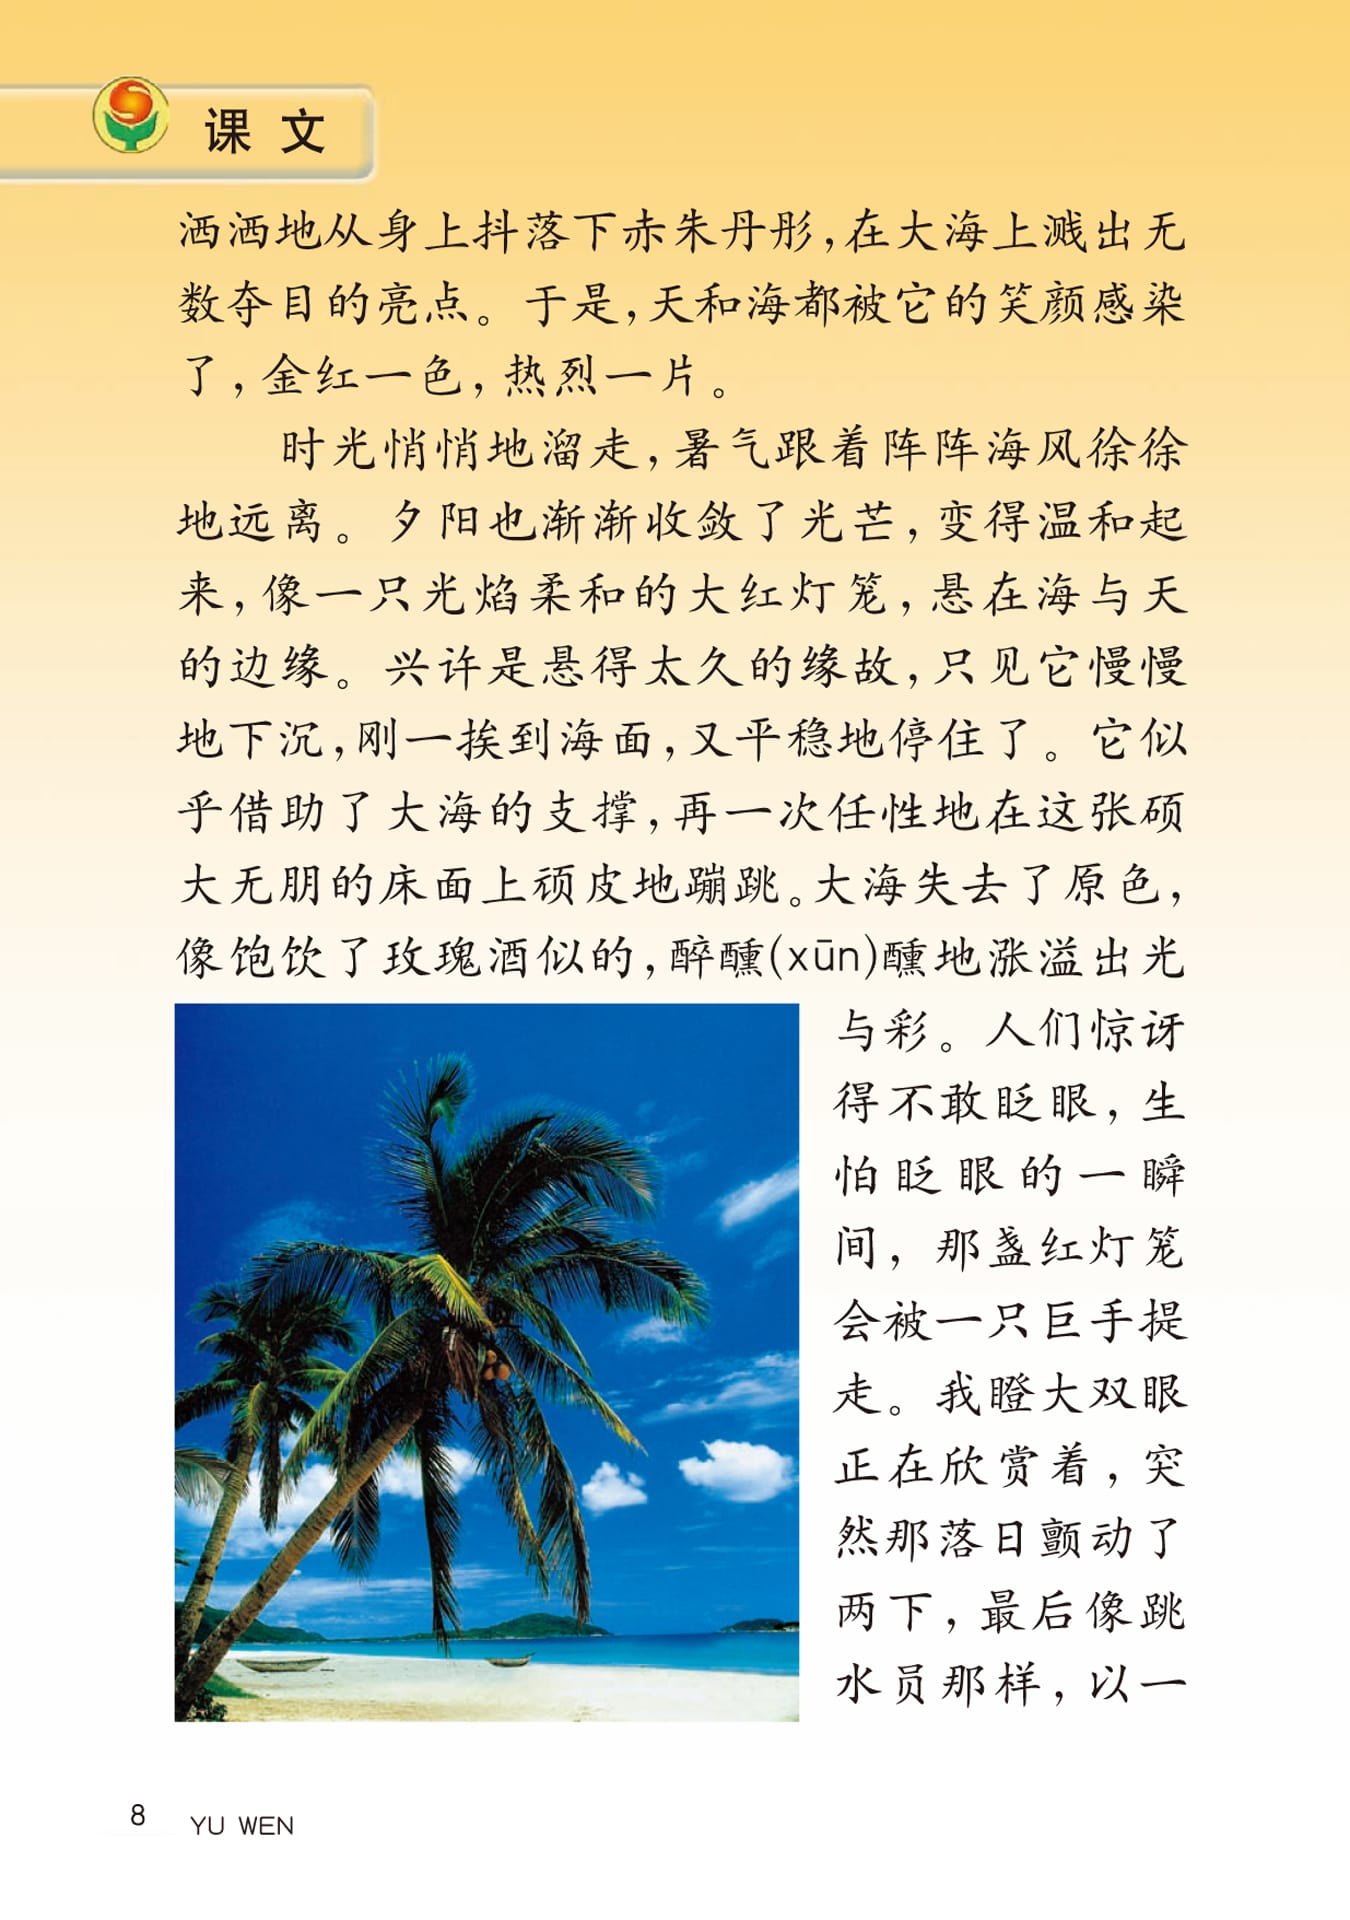 课文
洒洒地从身上抖落下赤朱丹彤，在大海上溅出无
数夺目的亮点。于是，天和海都被它的笑颜感染
了，金红一色，热烈一片。
时光悄悄地溜走，暑气跟着阵阵海风徐徐
地远离。夕阳也渐渐收敛了光芒，变得温和起
来，像一只光焰柔和的大红灯笼，悬在海与天
的边缘。兴许是悬得太久的缘故，只见它慢慢
地下沉，刚一挨到海面，又平稳地停住了。它似
乎借助了大海的支撑，再一次任性地在这张硕
大无朋的床面上顽皮地蹦跳。大海失去了原色，
像饱饮了玫瑰酒似的，醉醺(xūn)醺地涨溢出光
与彩。人们惊讶
得不敢眨眼，生
怕眨眼的一瞬
间，那盏红灯笼
会被一只巨手提
走。我瞪大双眼
正在欣赏着，突
然那落日颤动了
两下，最后像跳
水员那样，以一
8 YU WEN